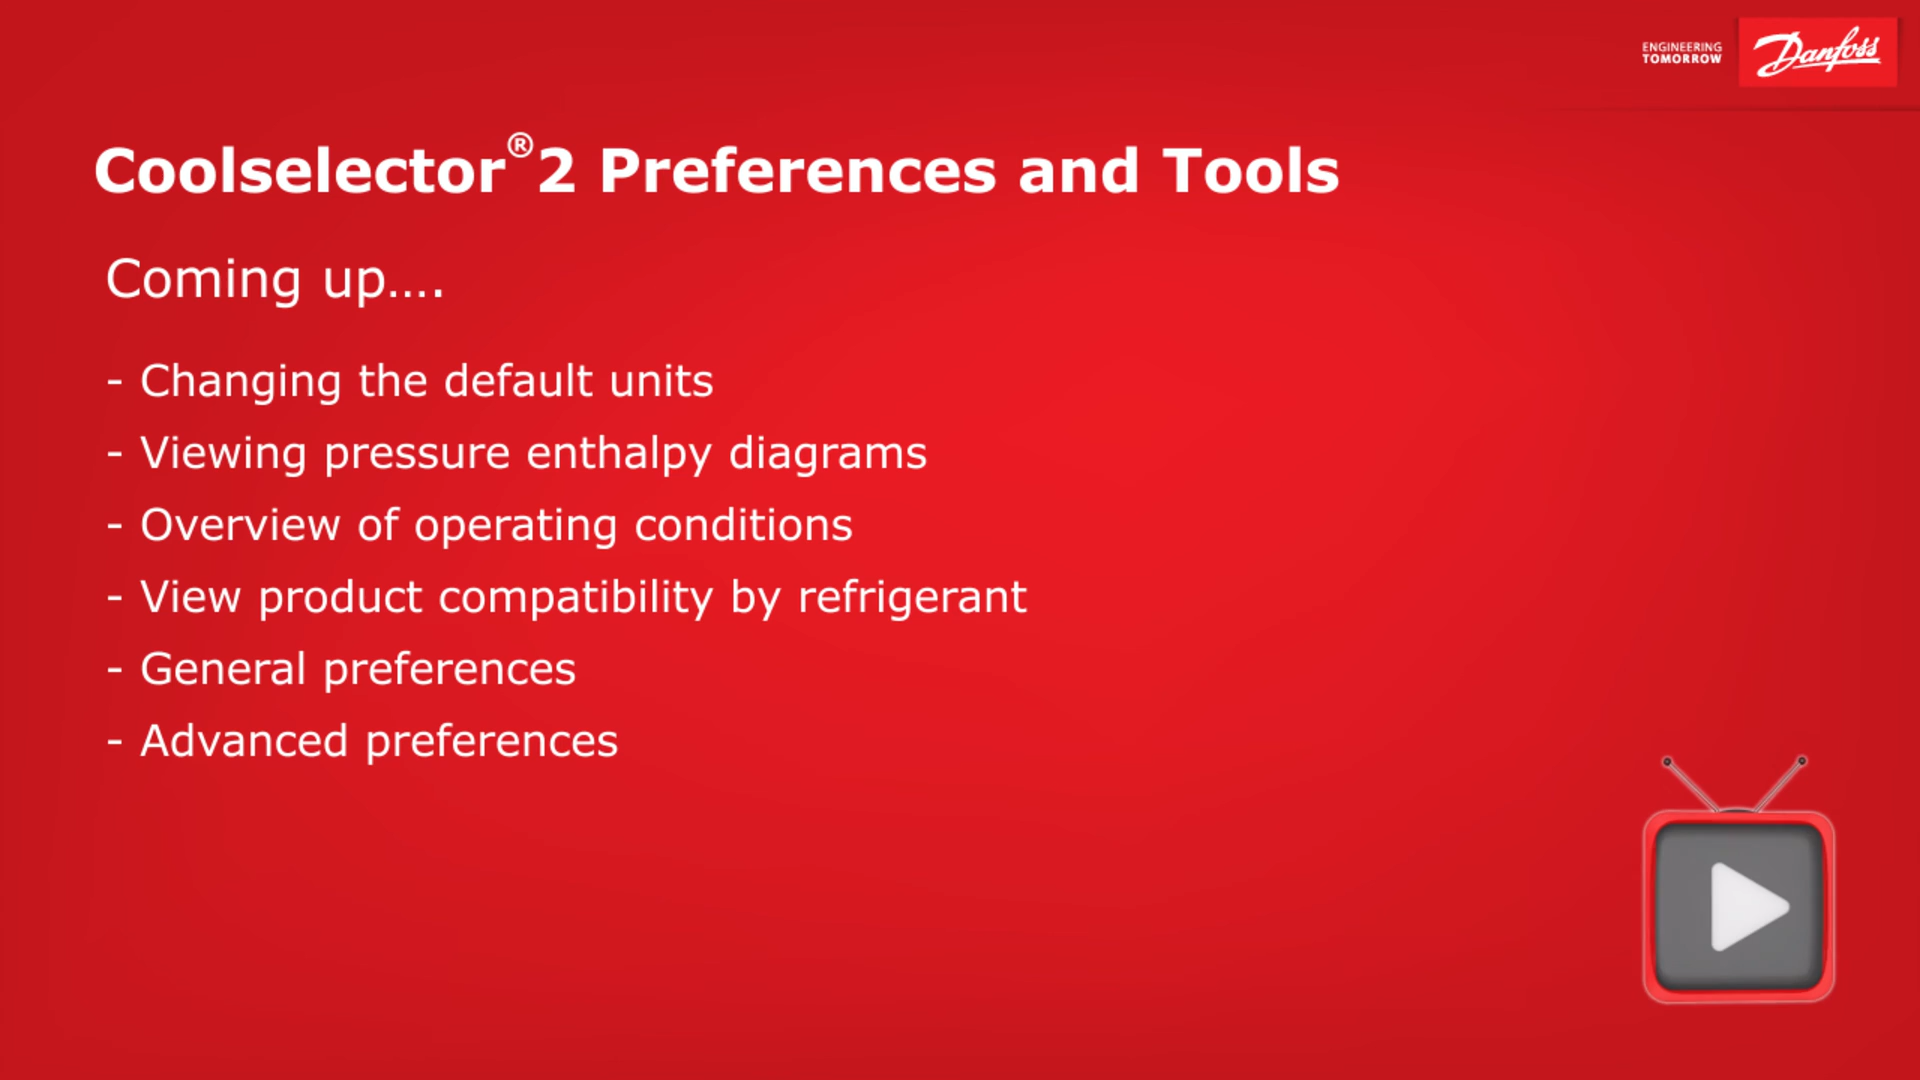 ENGINEERING
TOMORROW
Danfoss
Coolselector®2 Preferences and Tools
Coming up....
- Changing the default units
- Viewing pressure enthalpy diagrams
- Overview of operating conditions
- View product compatibility by refrigerant
- General preferences
- Advanced preferences